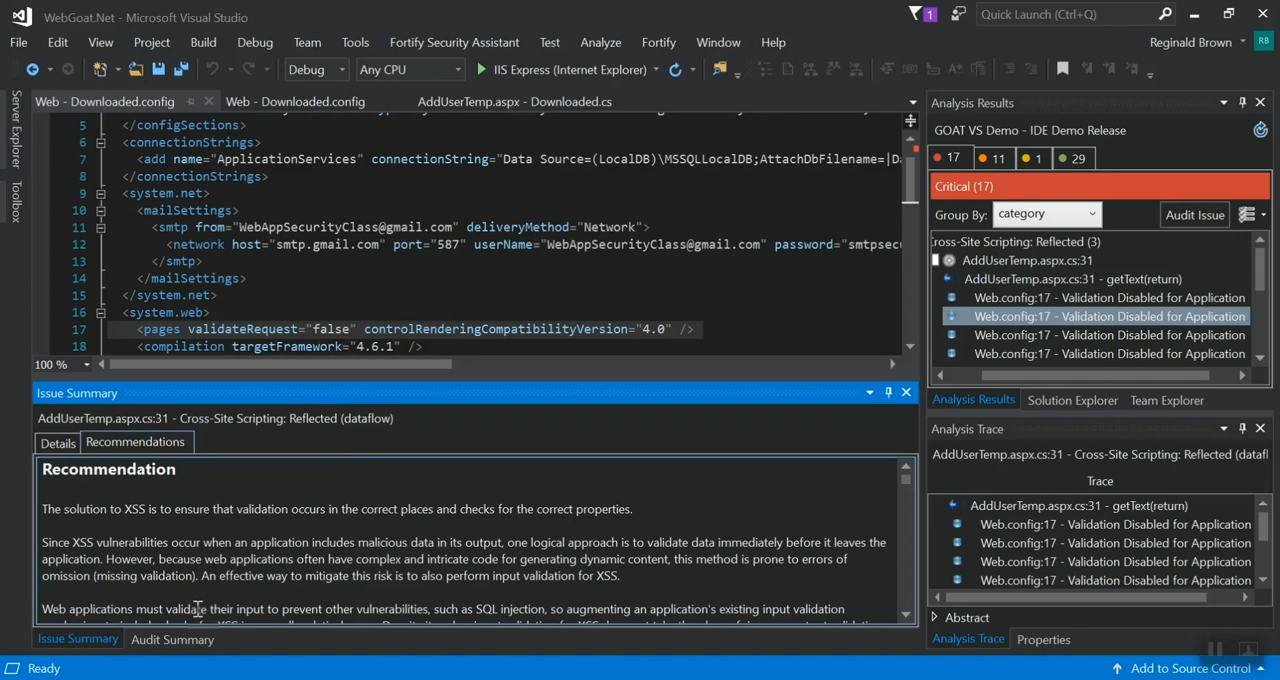 WebGoat.Net - Microsoft Visual Studio
1
Quick Launch (Ctrl+Q)
File Edit View Project Build Debug Team Tools Fortify Security Assistant Test Analyze Fortify Window Help
Reginald Brown
RB
Debug Any CPU IIS Express (Internet Explorer)
Server Explorer
Toolbox
Web - Downloaded.config Web - Downloaded.config AddUserTemp.aspx - Downloaded.cs
5 </configSections>
6 <connectionStrings>
7 <add name="ApplicationServices" connectionString="Data Source=(LocalDB)\MSSQLLocalDB;AttachDbFilename=|Da
8 </connectionStrings>
9 <system.net>
10 <mailSettings>
11 <smtp from="WebAppSecurityClass@gmail.com" deliveryMethod="Network">
12 <network host="smtp.gmail.com" port="587" userName="WebAppSecurityClass@gmail.com" password="smtpsecu
13 </smtp>
14 </mailSettings>
15 </system.net>
16 <system.web>
17 <pages validateRequest="false" controlRenderingCompatibilityVersion="4.0" />
18 <compilation targetFramework="4.6.1" />
100 %
Issue Summary
AddUserTemp.aspx.cs:31 - Cross-Site Scripting: Reflected (dataflow)
Details Recommendations
Recommendation
The solution to XSS is to ensure that validation occurs in the correct places and checks for the correct properties.
Since XSS vulnerabilities occur when an application includes malicious data in its output, one logical approach is to validate data immediately before it leaves the
application. However, because web applications often have complex and intricate code for generating dynamic content, this method is prone to errors of
omission (missing validation). An effective way to mitigate this risk is to also perform input validation for XSS.
Web applications must validate their input to prevent other vulnerabilities, such as SQL injection, so augmenting an application's existing input validation
Issue Summary Audit Summary
Analysis Results
GOAT VS Demo - IDE Demo Release
17 11 1 29
Critical (17)
Group By: category Audit Issue
Cross-Site Scripting: Reflected (3)
AddUserTemp.aspx.cs:31
AddUserTemp.aspx.cs:31 - getText(return)
Web.config:17 - Validation Disabled for Application
Web.config:17 - Validation Disabled for Application
Web.config:17 - Validation Disabled for Application
Web.config:17 - Validation Disabled for Application
Analysis Results Solution Explorer Team Explorer
Analysis Trace
AddUserTemp.aspx.cs:31 - Cross-Site Scripting: Reflected (datafl
Trace
AddUserTemp.aspx.cs:31 - getText(return)
Web.config:17 - Validation Disabled for Application
Web.config:17 - Validation Disabled for Application
Web.config:17 - Validation Disabled for Application
Web.config:17 - Validation Disabled for Application
Abstract
Analysis Trace Properties
Ready
Add to Source Control